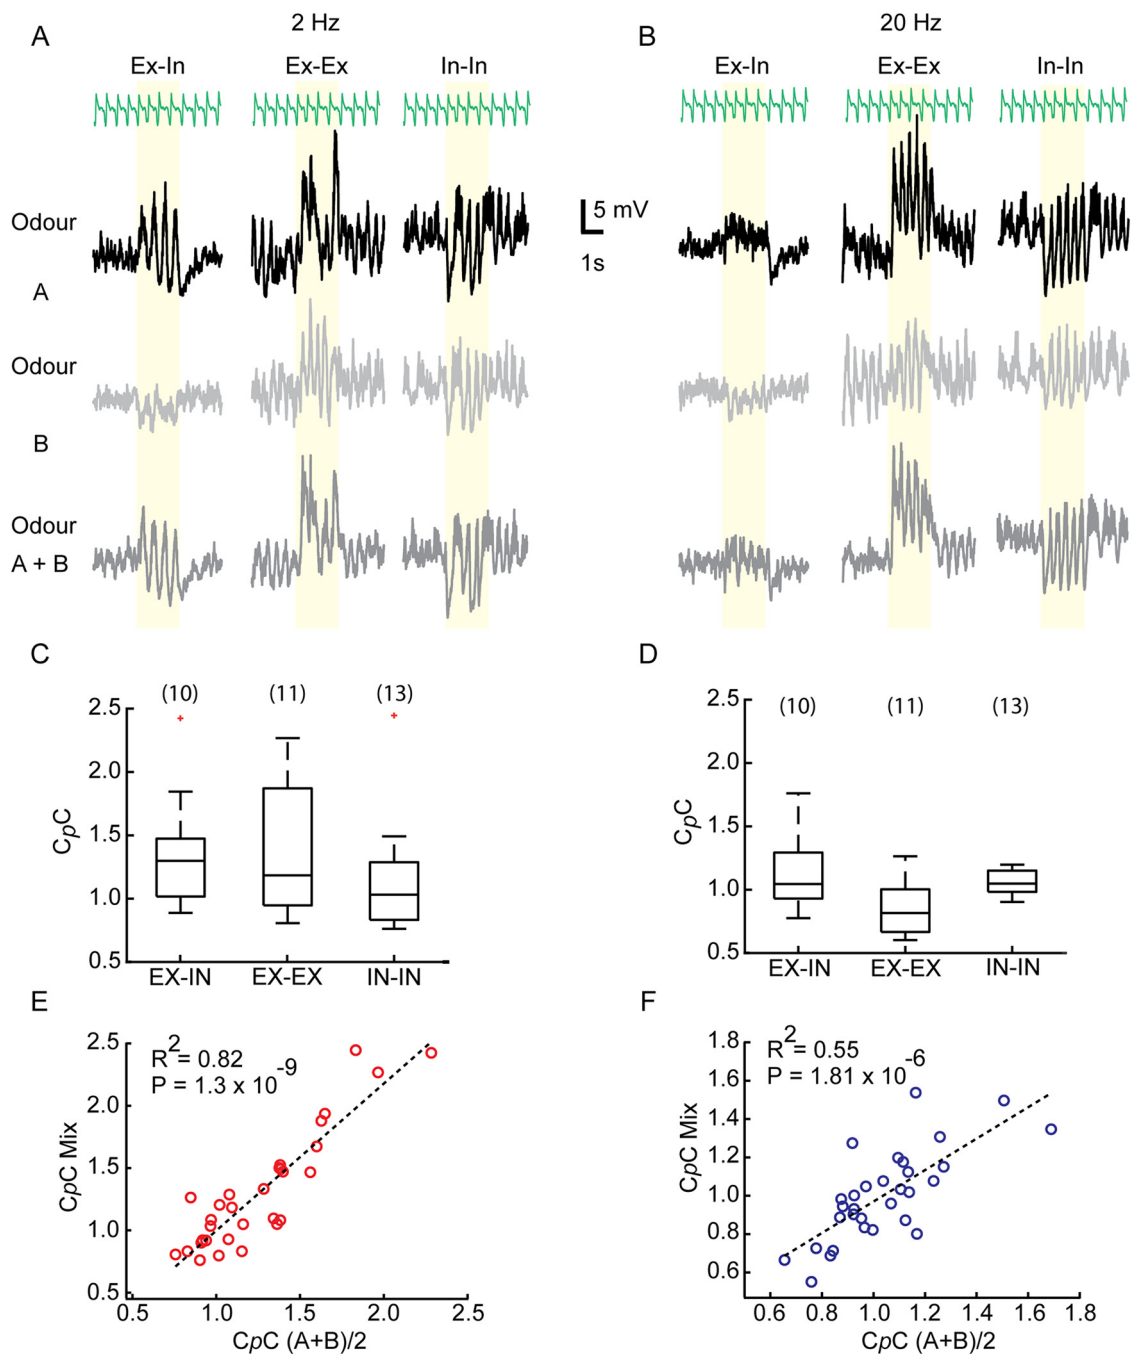 A
2 Hz
Ex-In
Ex-Ex
In-In
Odour
A
Odour
B
Odour
A + B
5 mV
1s
B
20 Hz
Ex-In
Ex-Ex
In-In
C
(10)
(11)
(13)
2.5
2.0
1.5
1.0
0.5
CpC
EX-IN
EX-EX
IN-IN
D
(10)
(11)
(13)
2.5
2.0
1.5
1.0
0.5
CpC
EX-IN
EX-EX
IN-IN
E
R2 = 0.82
P = 1.3 x 10-9
2.5
2.0
1.5
1.0
0.5
CpC Mix
0.5 1.0 1.5 2.0 2.5
CpC (A+B)/2
F
R2 = 0.55
P = 1.81 x 10-6
1.8
1.6
1.4
1.2
1.0
0.8
0.6
CpC Mix
0.6 0.8 1.0 1.2 1.4 1.6 1.8
CpC (A+B)/2